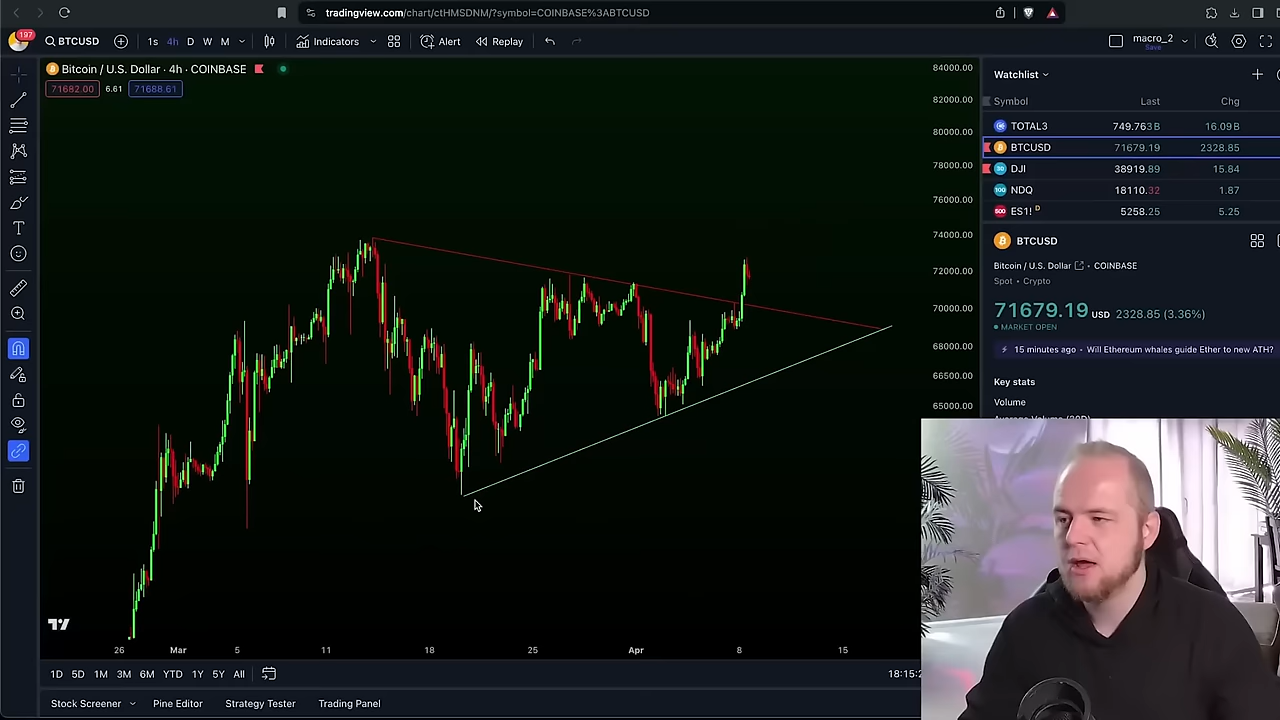 tradingview.com/chart/ctHMSDNM/?symbol=COINBASE%3ABTCUSD
197
BTCUSD
1s 4h D W M
Indicators
Alert
Replay
macro_2
Save
Bitcoin / U.S. Dollar · 4h · COINBASE
71682.00 6.61 71688.61
84000.00
82000.00
80000.00
78000.00
76000.00
74000.00
72000.00
70000.00
68000.00
66500.00
65000.00
26 Mar 5 11 18 25 Apr 8 15
1D 5D 1M 3M 6M YTD 1Y 5Y All
18:15:2
Stock Screener Pine Editor Strategy Tester Trading Panel
Watchlist
Symbol Last Chg
TOTAL3 749.763B 16.09B
BTCUSD 71679.19 2328.85
DJI 38919.89 15.84
NDQ 18110.32 1.87
ES1! D 5258.25 5.25
BTCUSD
Bitcoin / U.S. Dollar · COINBASE
Spot · Crypto
71679.19 USD 2328.85 (3.36%)
MARKET OPEN
15 minutes ago · Will Ethereum whales guide Ether to new ATH?
Key stats
Volume